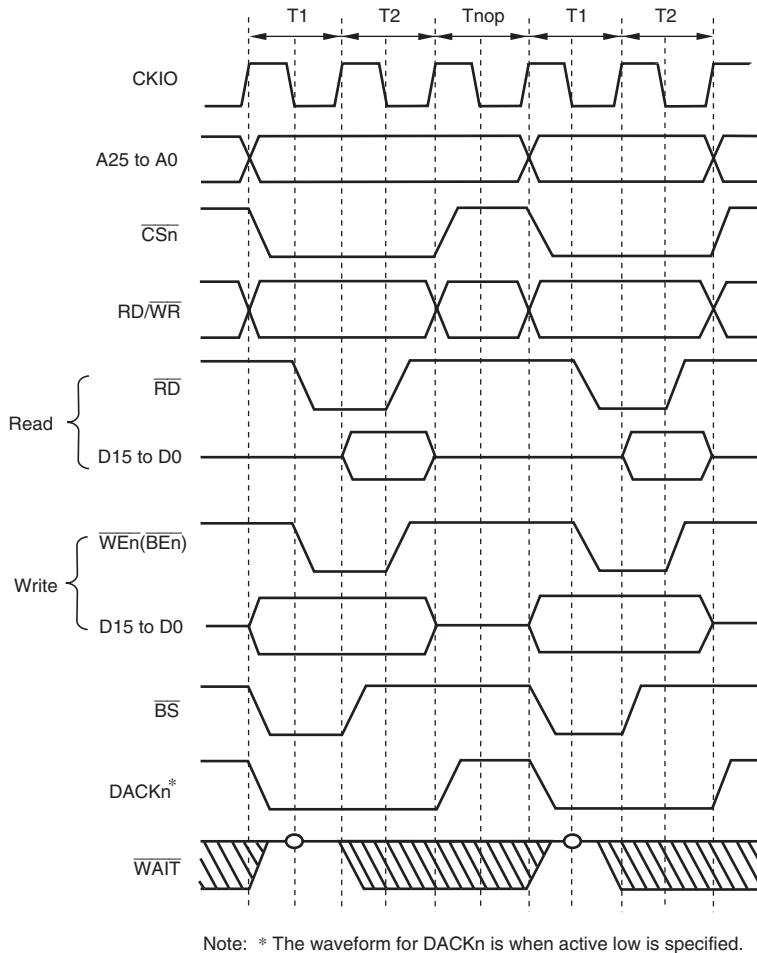 T1 T2 Tnop T1 T2
CKIO
A25 to A0
CSn
RD/WR
Read
RD
D15 to D0
Write
WEn(BEn)
D15 to D0
BS
DACKn*
WAIT
Note: * The waveform for DACKn is when active low is specified.